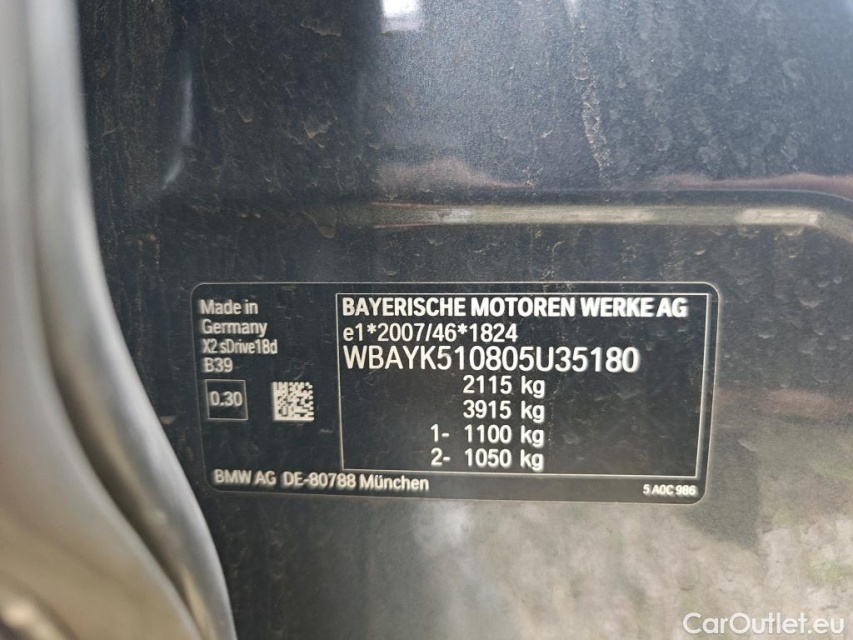 Made in
Germany
X2 sDrive18d
B39
0.30
BAYERISCHE MOTOREN WERKE AG
e1*2007/46*1824
WBAYK510805U35180
2115 kg
3915 kg
1- 1100 kg
2- 1050 kg
BMW AG DE-80788 München
5 A0C 986
CarOutlet.eu